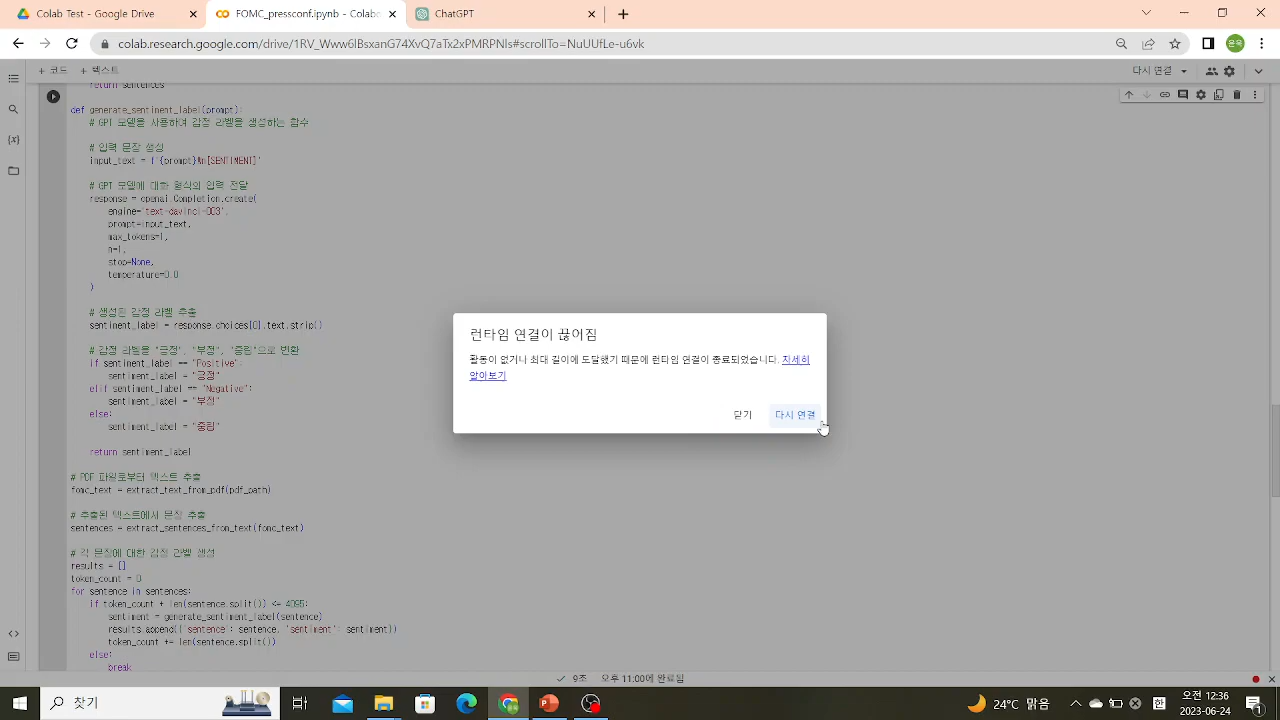 Colab Test - Google Drive
FOMC_pressconf.ipynb - Colabo
ChatGPT
colab.research.google.com/drive/1RV_Www6lBsxanG74XvQ7aTx2xPMRPNls#scrollTo=NuUUfLe-u6vk
+ 코드 + 텍스트
다시 연결
return sentences
def generate_sentiment_label(prompt):
# GPT 모델을 사용하여 감정 라벨을 생성하는 함수
# 입력 문장 생성
input_text = f"{prompt}\n[SENTIMENT]"
# GPT 모델에 대한 형식의 입력 전달
response = openai.Completion.create(
engine="text-davinci-003",
prompt=input_text,
max_tokens=1,
n=1,
stop=None,
temperature=0.0
)
# 생성된 감정 라벨 추출
sentiment_label = response.choices[0].text.strip()
# 감정 라벨을 "긍정", "부정", "중립"으로 변환
if sentiment_label == "Positive":
sentiment_label = "긍정"
elif sentiment_label == "Negative":
sentiment_label = "부정"
else:
sentiment_label = "중립"
return sentiment_label
# PDF 파일로부터 텍스트 추출
fomc_text = extract_text_from_pdf(pdf_path)
# 추출된 텍스트에서 문장 추출
sentences = extract_sentences_from_text(fomc_text)
# 각 문장에 대한 감정 라벨 생성
results = []
token_count = 0
for sentence in sentences:
if token_count + len(sentence.split()) <= 4095:
sentiment = generate_sentiment_label(sentence)
results.append({"sentence": sentence, "sentiment": sentiment})
token_count += len(sentence.split())
else:
break
런타임 연결이 끊어짐
활동이 없거나 최대 길이에 도달했기 때문에 런타임 연결이 종료되었습니다. 자세히
알아보기
닫기
다시 연결
9초 오후 11:00에 완료됨
찾기
24°C 맑음
한
오전 12:36
2023-06-24